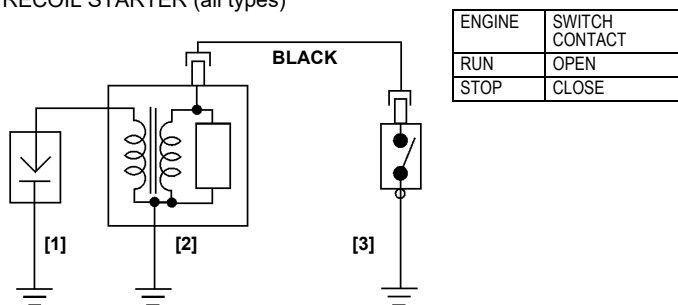 RECOIL STARTER (all types)
BLACK
ENGINE SWITCH CONTACT
RUN OPEN
STOP CLOSE
[1] [2] [3]